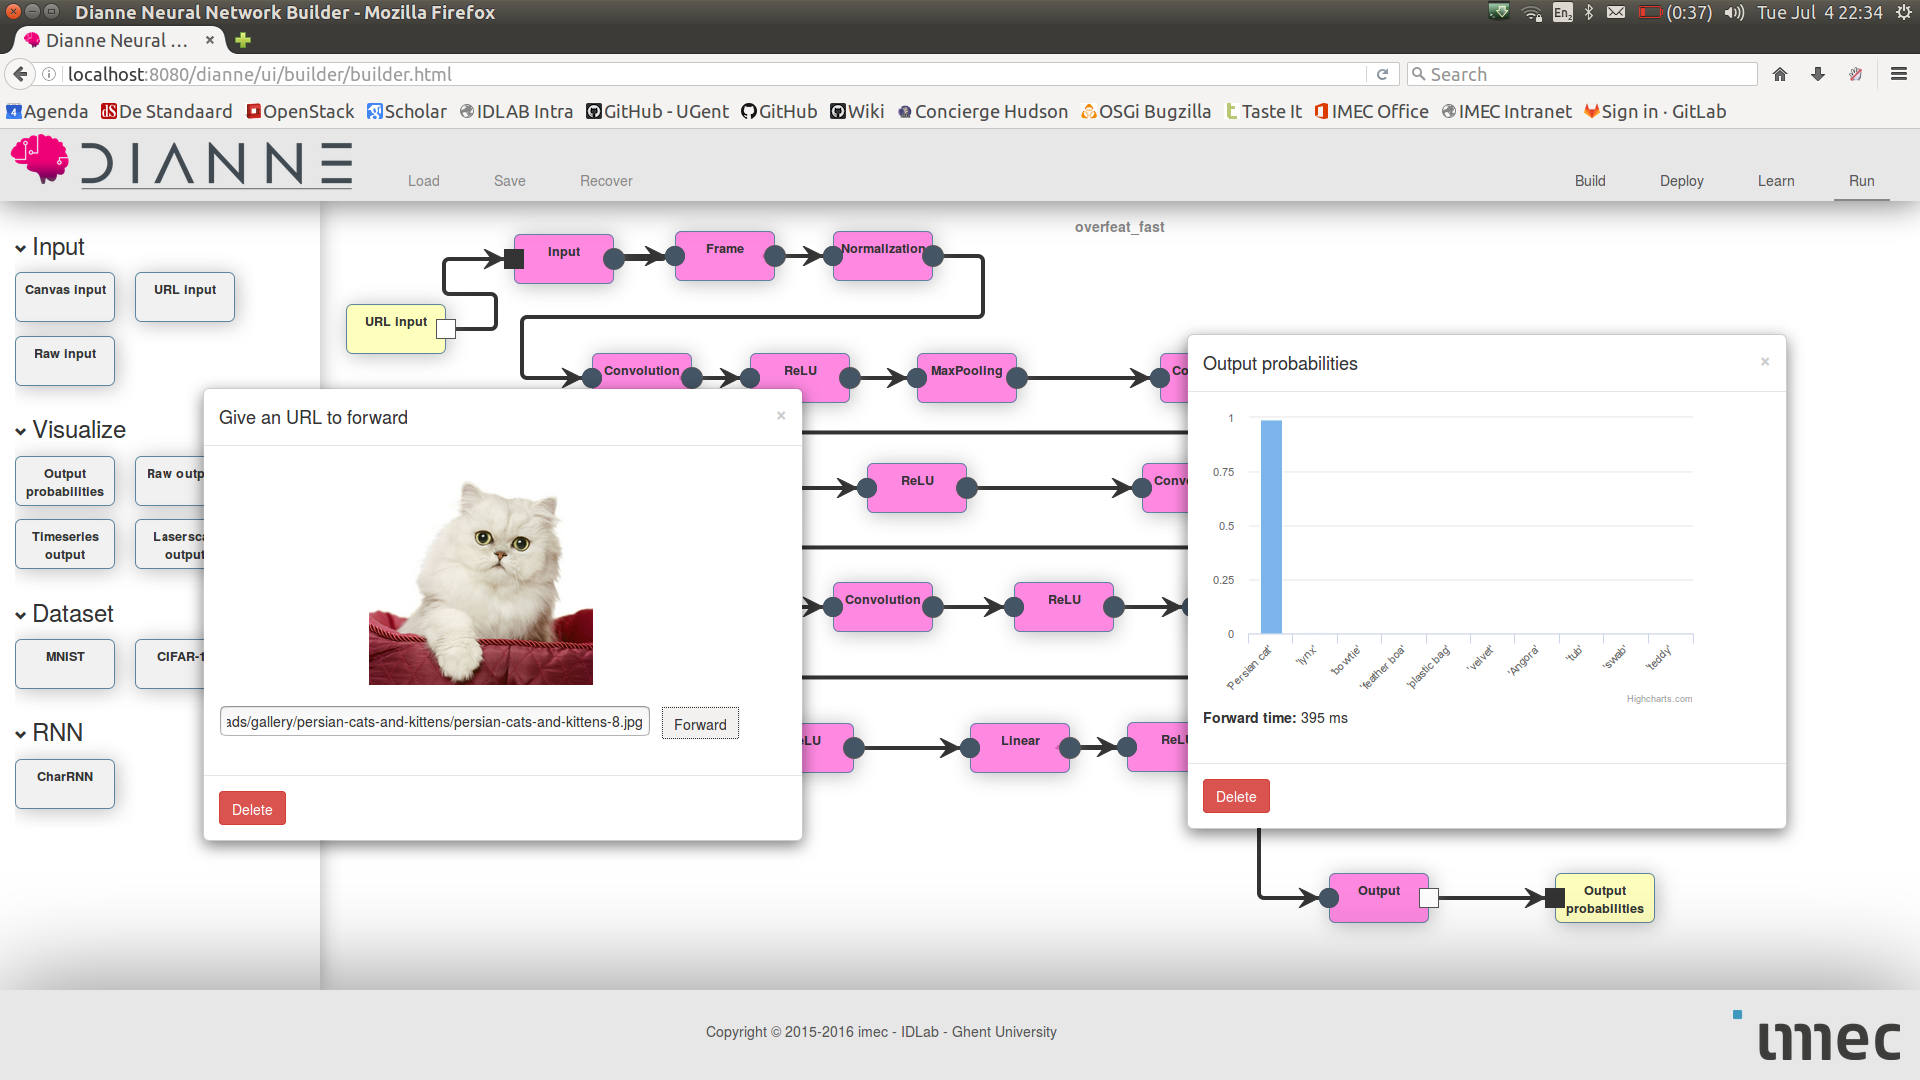 Dianne Neural Network Builder - Mozilla Firefox
En2
(0:37)
Tue Jul 4 22:34
Dianne Neural ...
localhost:8080/dianne/ui/builder/builder.html
Search
4 Agenda
dS De Standaard
OpenStack
Scholar
IDLAB Intra
GitHub - UGent
GitHub
Wiki
Concierge Hudson
OSGi Bugzilla
Taste It
IMEC Office
IMEC Intranet
Sign in · GitLab
DIANNE
Load
Save
Recover
Build
Deploy
Learn
Run
Input
Canvas input
URL input
Raw input
Visualize
Output
probabilities
Raw outp
Timeseries
output
Lasersca
output
Dataset
MNIST
CIFAR-1
RNN
CharRNN
overfeat_fast
Input
Frame
Normalization
URL input
Convolution
ReLU
MaxPooling
Co
ReLU
Conv
Convolution
ReLU
LU
Linear
ReL
Output
Output
probabilities
Give an URL to forward
×
ads/gallery/persian-cats-and-kittens/persian-cats-and-kittens-8.jpg
Forward
Delete
Output probabilities
×
1
0.75
0.5
0.25
0
'Persian cat'
'lynx'
'bowtie'
'feather boa'
'plastic bag'
'velvet'
'Angora'
'tub'
'swab'
'teddy'
Highcharts.com
Forward time: 395 ms
Delete
Copyright © 2015-2016 imec - IDLab - Ghent University
imec